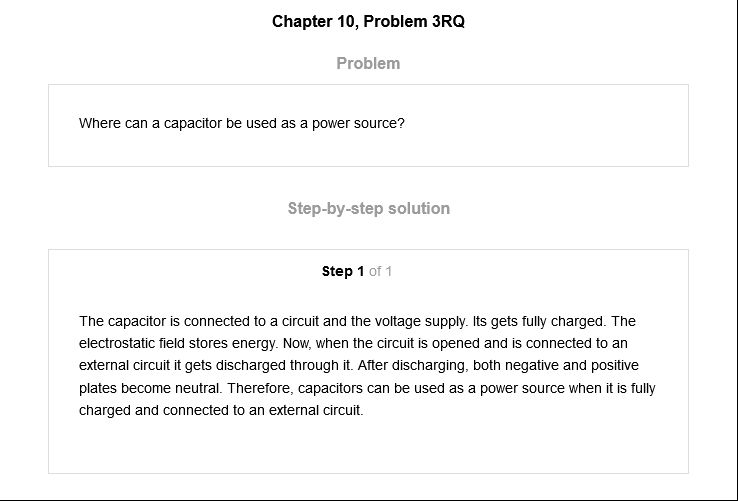 Chapter 10, Problem 3RQ
Problem
Where can a capacitor be used as a power source?
Step-by-step solution
Step 1 of 1
The capacitor is connected to a circuit and the voltage supply. Its gets fully charged. The
electrostatic field stores energy. Now, when the circuit is opened and is connected to an
external circuit it gets discharged through it. After discharging, both negative and positive
plates become neutral. Therefore, capacitors can be used as a power source when it is fully
charged and connected to an external circuit.